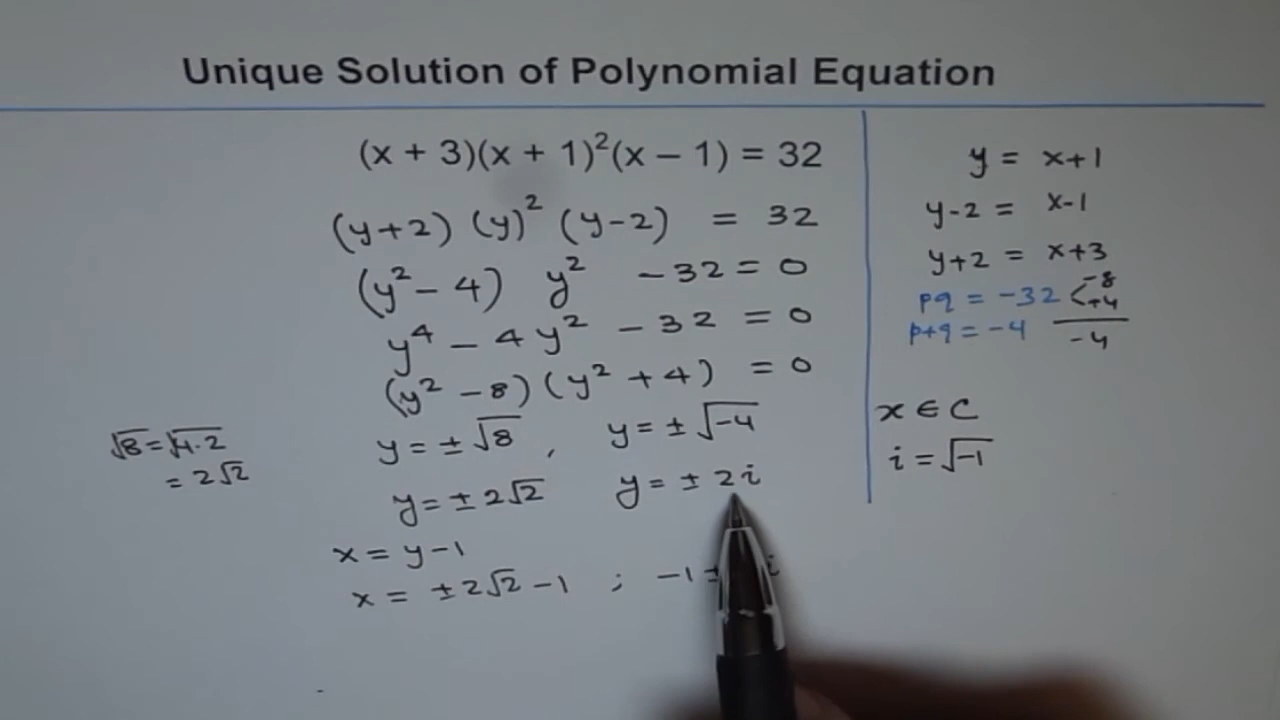 Unique Solution of Polynomial Equation
(x + 3)(x + 1)²(x – 1) = 32
(y+2) (y)² (y-2) = 32
(y² - 4) y² - 32 = 0
y⁴ - 4y² - 32 = 0
(y² - 8)(y² + 4) = 0
y = ± √8 , y = ± √-4
√8 = √4·2
= 2√2
y = ± 2√2 y = ± 2i
x = y - 1
x = ± 2√2 - 1 ; -1 ± i
y = x+1
y-2 = x-1
y+2 = x+3
pq = -32 < -8
+4
p+q = -4 -4
x ∈ C
i = √-1